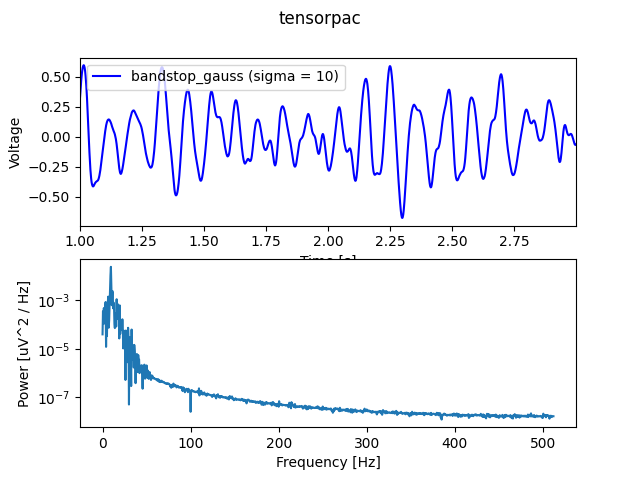 tensorpac
bandstop_gauss (sigma = 10)
Voltage
0.50
0.25
0.00
−0.25
−0.50
1.00 1.25 1.50 1.75 2.00 2.25 2.50 2.75
Time [s]
Power [uV^2 / Hz]
10^-3
10^-5
10^-7
0 100 200 300 400 500
Frequency [Hz]